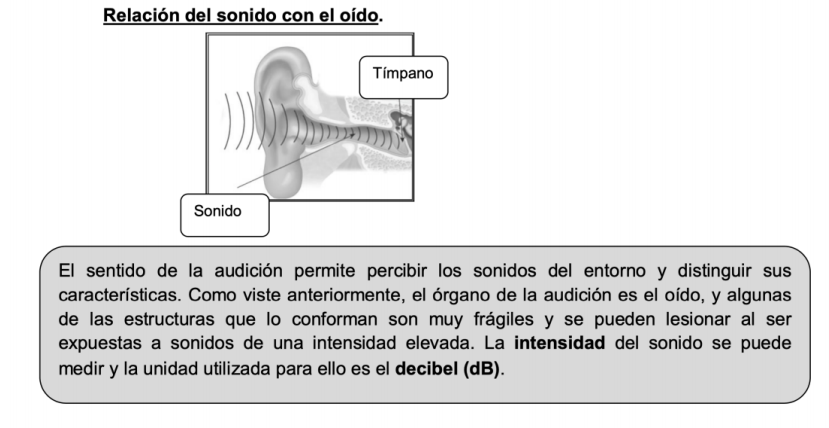 Relación del sonido con el oído.
Tímpano
Sonido
El sentido de la audición permite percibir los sonidos del entorno y distinguir sus
características. Como viste anteriormente, el órgano de la audición es el oído, y algunas
de las estructuras que lo conforman son muy frágiles y se pueden lesionar al ser
expuestas a sonidos de una intensidad elevada. La intensidad del sonido se puede
medir y la unidad utilizada para ello es el decibel (dB).